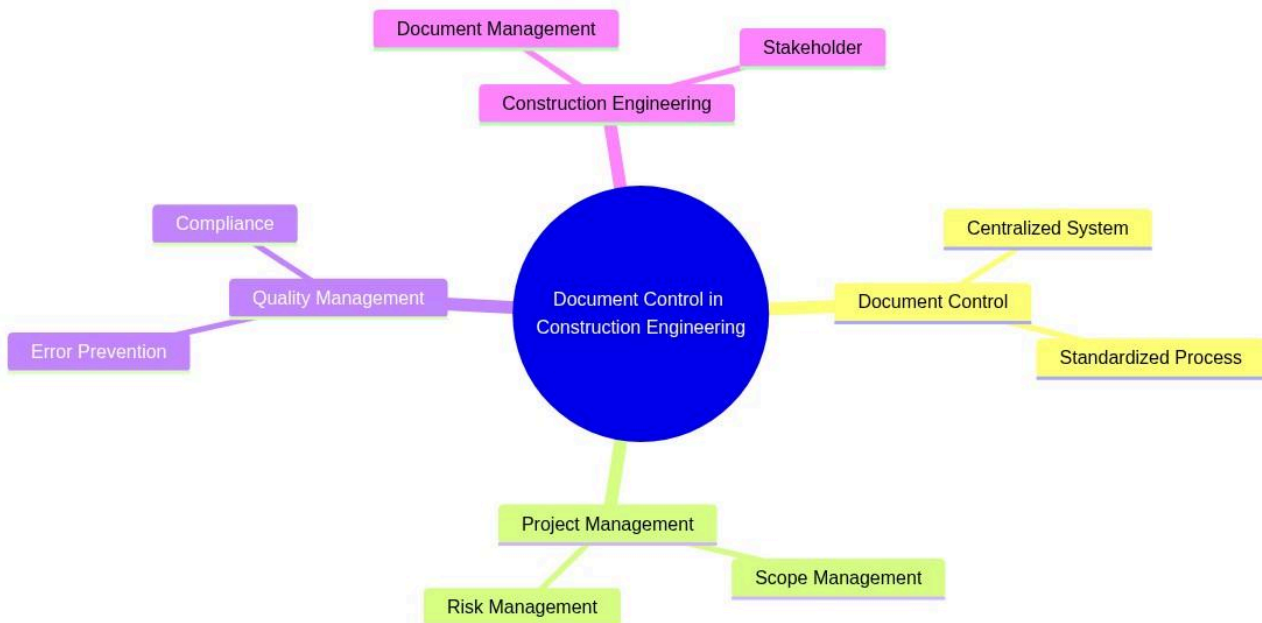 Document Management
Stakeholder
Construction Engineering
Compliance
Centralized System
Quality Management
Document Control in
Construction Engineering
Document Control
Error Prevention
Standardized Process
Project Management
Scope Management
Risk Management